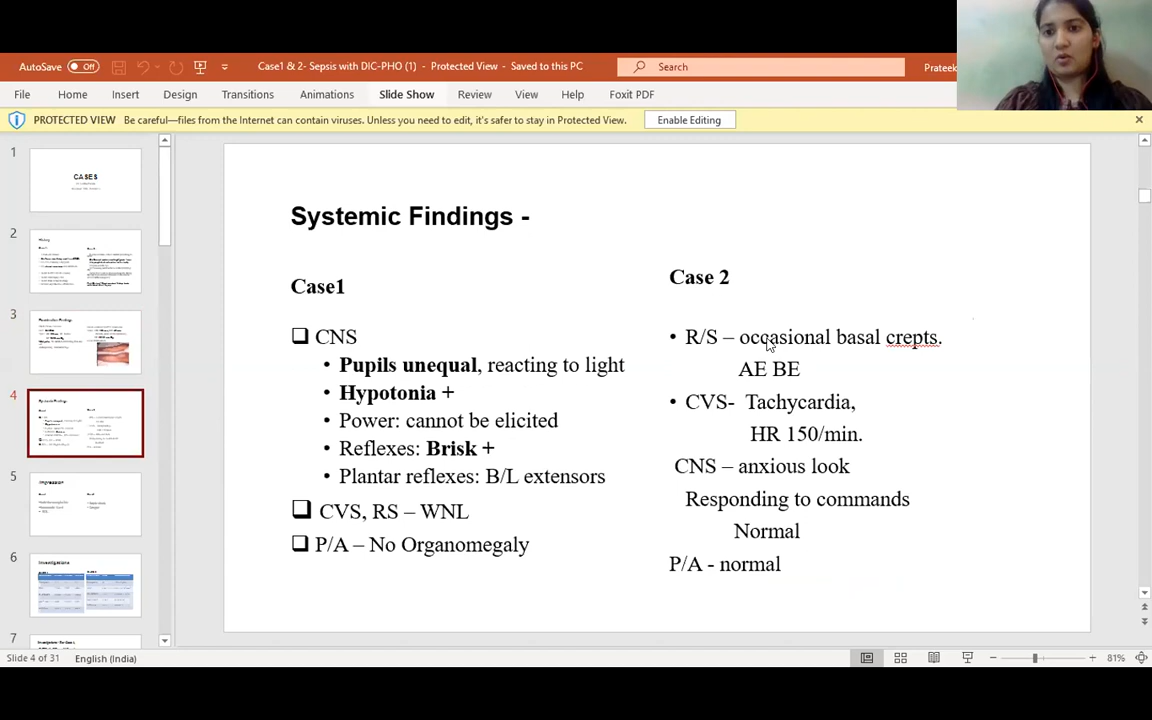 AutoSave Off
Case1 & 2- Sepsis with DIC-PHO (1) - Protected View - Saved to this PC
Search
Prateek
File Home Insert Design Transitions Animations Slide Show Review View Help Foxit PDF
PROTECTED VIEW Be careful—files from the Internet can contain viruses. Unless you need to edit, it's safer to stay in Protected View. Enable Editing
1
CASES
2
3
4
5
6
7
Systemic Findings -
Case1
CNS
• Pupils unequal, reacting to light
• Hypotonia +
• Power: cannot be elicited
• Reflexes: Brisk +
• Plantar reflexes: B/L extensors
CVS, RS – WNL
P/A – No Organomegaly
Case 2
• R/S – occasional basal crepts.
AE BE
• CVS- Tachycardia,
HR 150/min.
CNS – anxious look
Responding to commands
Normal
P/A - normal
Slide 4 of 31 English (India)
81%